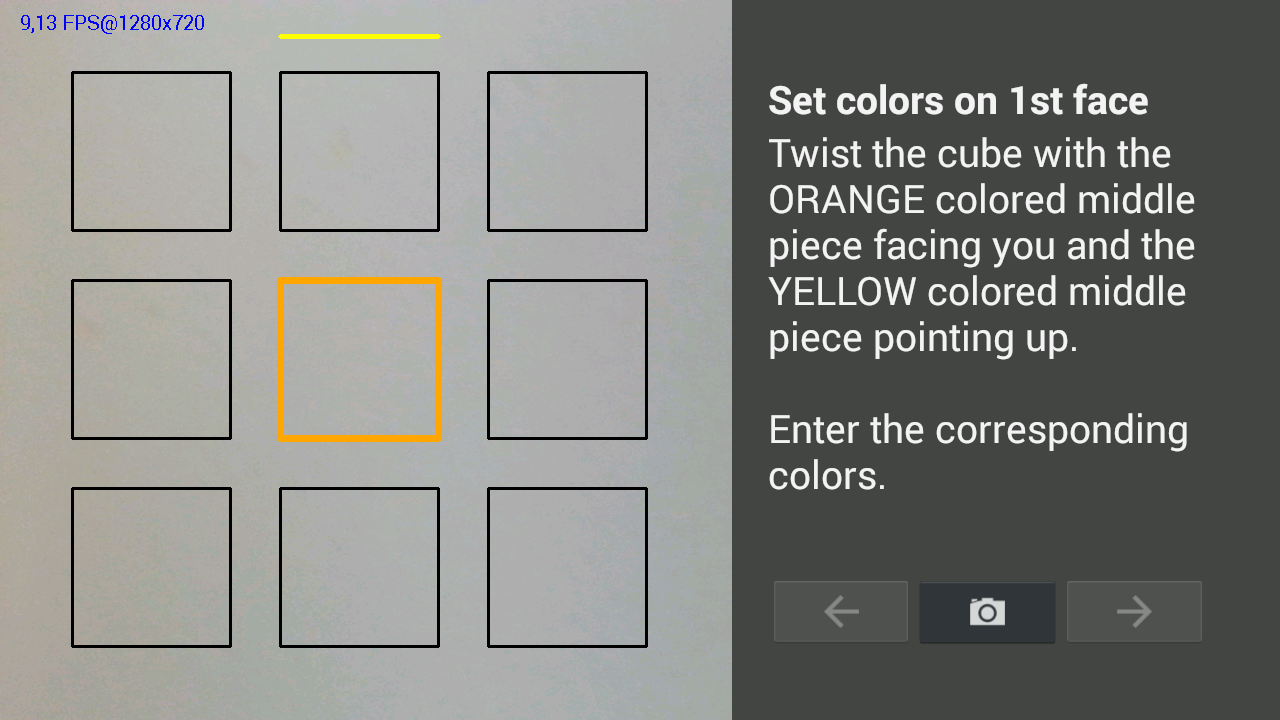 9,13 FPS@1280x720
Set colors on 1st face
Twist the cube with the
ORANGE colored middle
piece facing you and the
YELLOW colored middle
piece pointing up.
Enter the corresponding
colors.